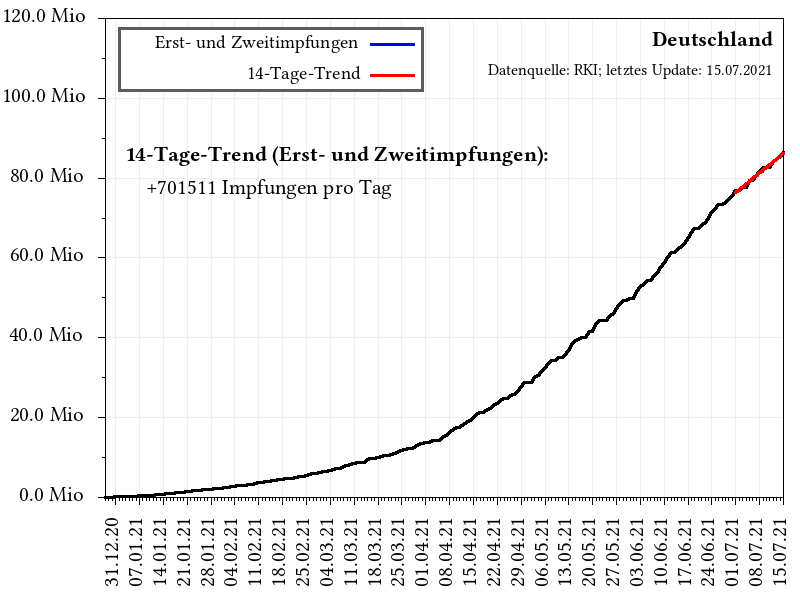 120.0 Mio
100.0 Mio
80.0 Mio
60.0 Mio
40.0 Mio
20.0 Mio
0.0 Mio
Erst- und Zweitimpfungen
14-Tage-Trend
Deutschland
Datenquelle: RKI; letztes Update: 15.07.2021
14-Tage-Trend (Erst- und Zweitimpfungen):
+701511 Impfungen pro Tag
31.12.20
07.01.21
14.01.21
21.01.21
28.01.21
04.02.21
11.02.21
18.02.21
25.02.21
04.03.21
11.03.21
18.03.21
25.03.21
01.04.21
08.04.21
15.04.21
22.04.21
29.04.21
06.05.21
13.05.21
20.05.21
27.05.21
03.06.21
10.06.21
17.06.21
24.06.21
01.07.21
08.07.21
15.07.21